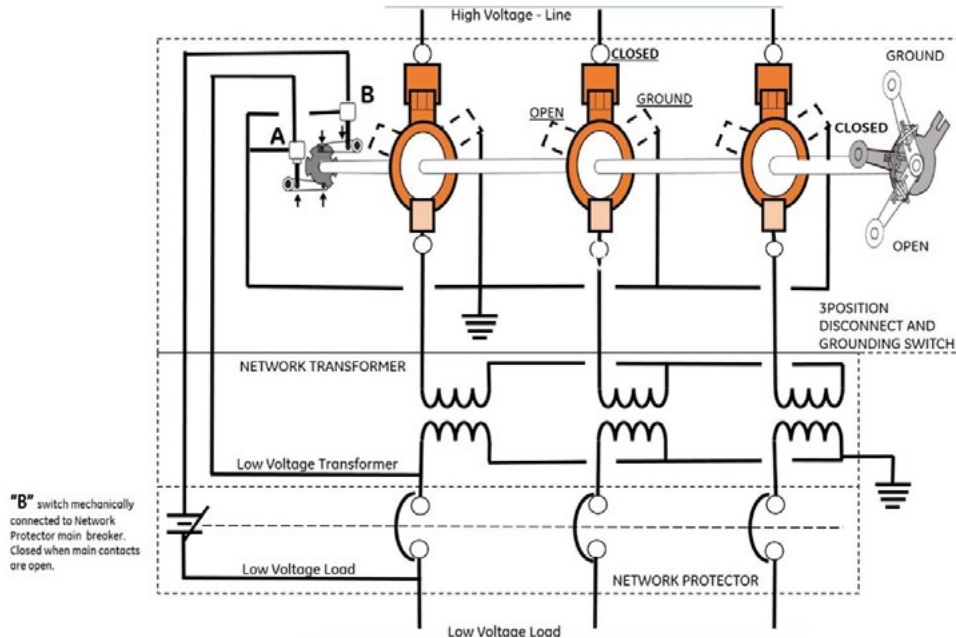 High Voltage - Line
CLOSED
GROUND
B
OPEN
GROUND
A
CLOSED
OPEN
3POSITION
DISCONNECT AND
GROUNDING SWITCH
NETWORK TRANSFORMER
Low Voltage Transformer
"B" switch mechanically
connected to Network
Protector main breaker.
Closed when main contacts
are open.
Low Voltage Load
NETWORK PROTECTOR
Low Voltage Load